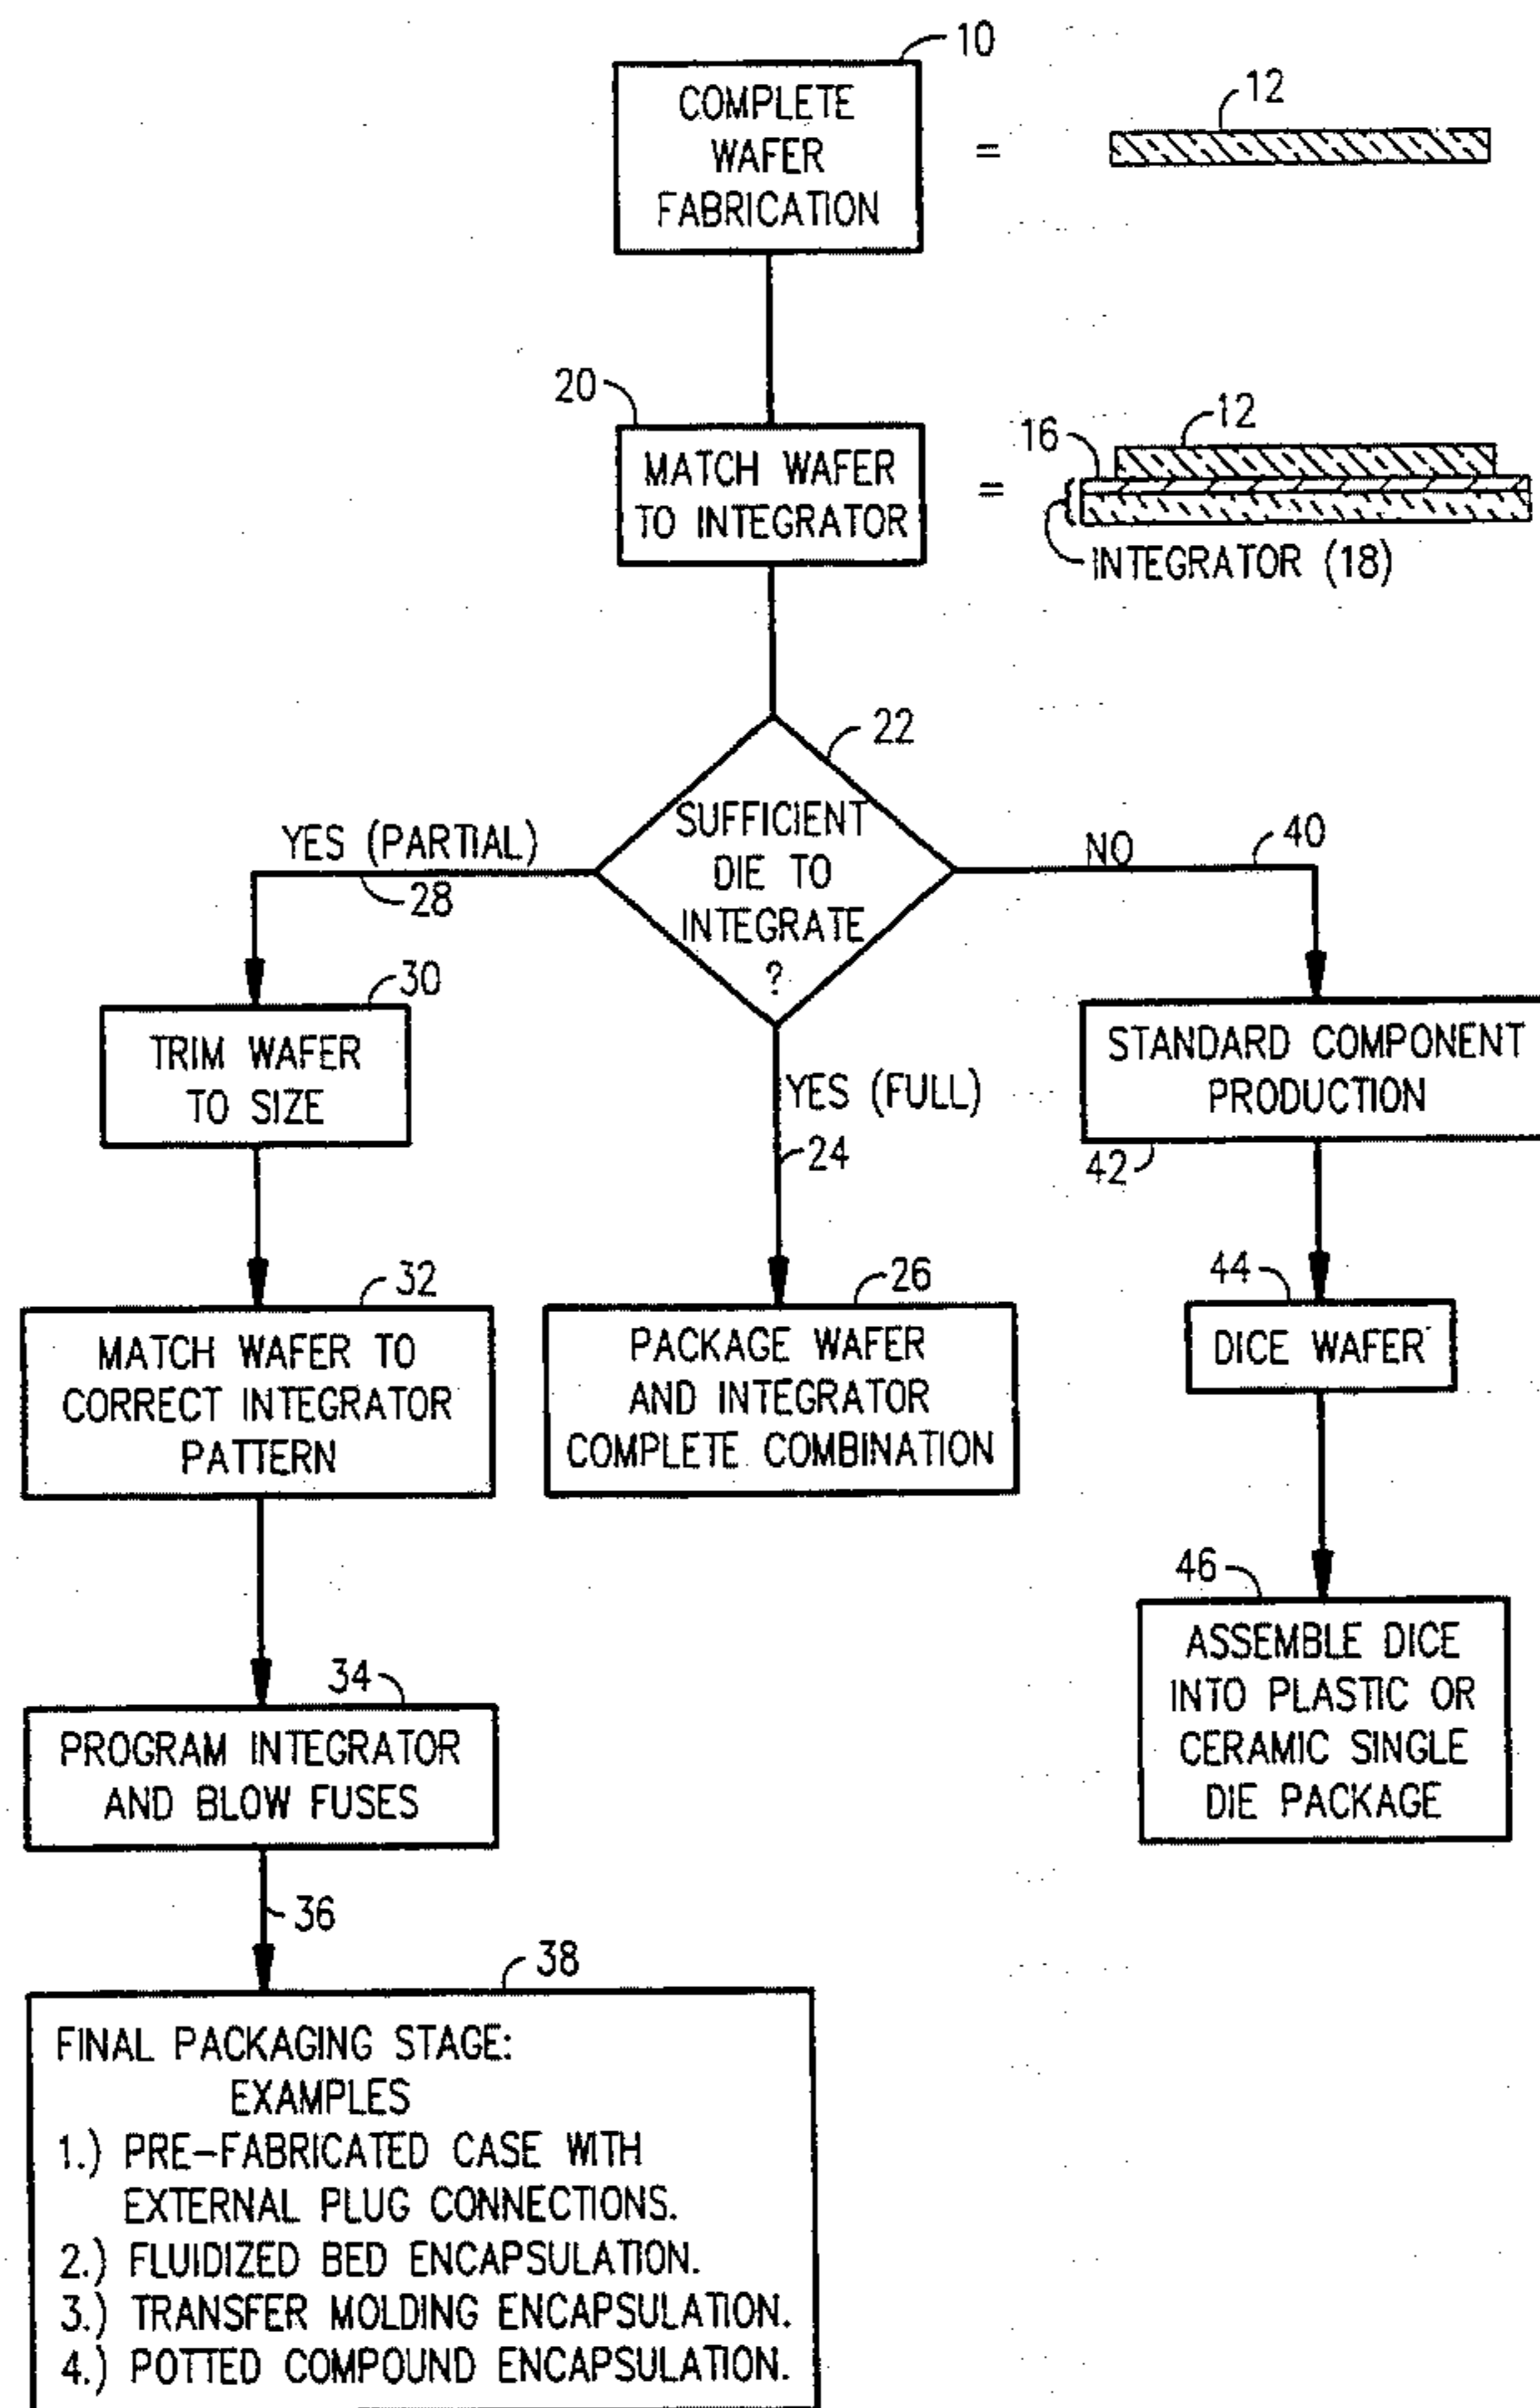 10
COMPLETE
WAFER
FABRICATION
=
12
20
MATCH WAFER
TO INTEGRATOR
=
16
12
INTEGRATOR (18)
22
SUFFICIENT
DIE TO
INTEGRATE
?
YES (PARTIAL)
28
NO
40
30
TRIM WAFER
TO SIZE
YES (FULL)
24
STANDARD COMPONENT
PRODUCTION
42
32
MATCH WAFER TO
CORRECT INTEGRATOR
PATTERN
26
PACKAGE WAFER
AND INTEGRATOR
COMPLETE COMBINATION
44
DICE WAFER
46
ASSEMBLE DICE
INTO PLASTIC OR
CERAMIC SINGLE
DIE PACKAGE
34
PROGRAM INTEGRATOR
AND BLOW FUSES
36
38
FINAL PACKAGING STAGE:
EXAMPLES
1.) PRE-FABRICATED CASE WITH
EXTERNAL PLUG CONNECTIONS.
2.) FLUIDIZED BED ENCAPSULATION.
3.) TRANSFER MOLDING ENCAPSULATION.
4.) POTTED COMPOUND ENCAPSULATION.